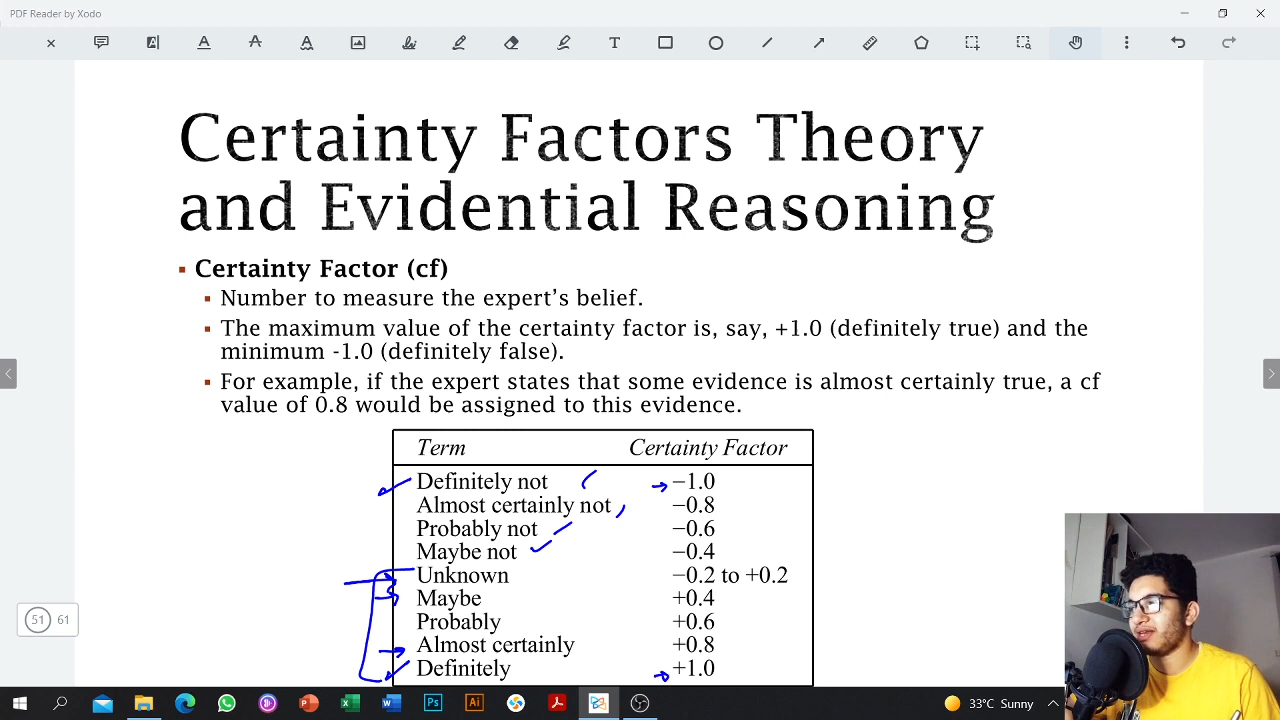 PDF Reader by Xodo
Certainty Factors Theory
and Evidential Reasoning
Certainty Factor (cf)
Number to measure the expert's belief.
The maximum value of the certainty factor is, say, +1.0 (definitely true) and the
minimum -1.0 (definitely false).
For example, if the expert states that some evidence is almost certainly true, a cf
value of 0.8 would be assigned to this evidence.
Term Certainty Factor
Definitely not −1.0
Almost certainly not −0.8
Probably not −0.6
Maybe not −0.4
Unknown −0.2 to +0.2
Maybe +0.4
Probably +0.6
Almost certainly +0.8
Definitely +1.0
51 61
33°C Sunny